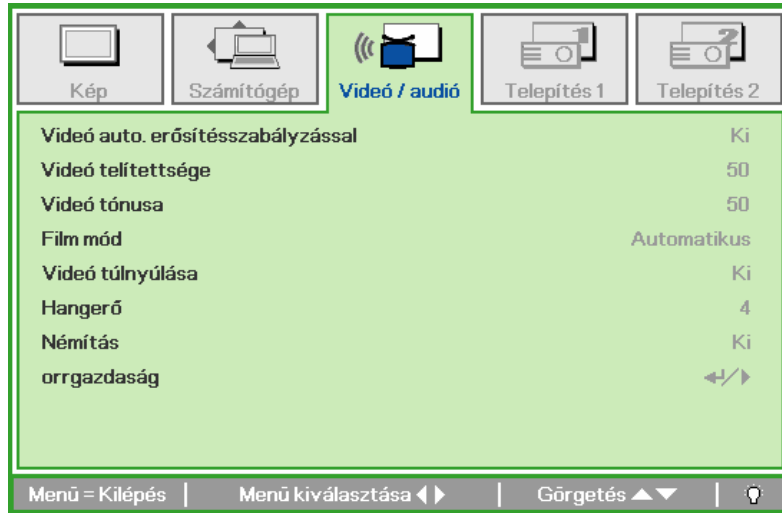 Kép
Számítógép
Videó / audió
Telepítés 1
Telepítés 2
Videó auto. erősítésszabályzással Ki
Videó telítettsége 50
Videó tónusa 50
Film mód Automatikus
Videó túlnyúlása Ki
Hangerő 4
Némítás Ki
orrgazdaság
Menü = Kilépés
Menü kiválasztása
Görgetés